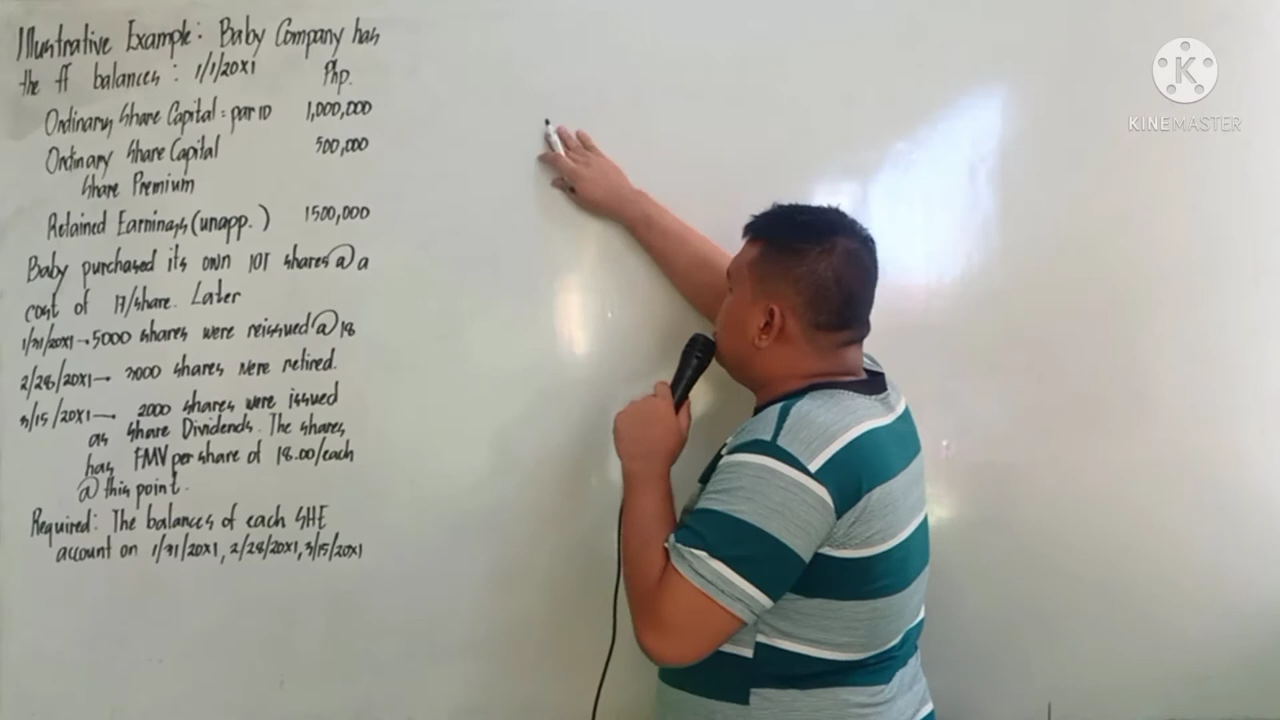 Illustrative Example: Baby Company has
the ff balances: 1/1/20x1 Php.
Ordinary Share Capital = par 10 1,000,000
Ordinary Share Capital 500,000
Share Premium
Retained Earnings (unapp.) 1500,000
Baby purchased its own 10T shares @ a
cost of 17/share. Later
1/31/20x1 → 5000 shares were reissued @ 18
2/28/20x1 → 3000 shares were retired.
3/15/20x1 → 2000 shares were issued
as share Dividends. The shares
has FMV per share of 18.00/each
@ this point.
Required: The balances of each SHE
account on 1/31/20x1, 2/28/20x1, 3/15/20x1
K
KINEMASTER